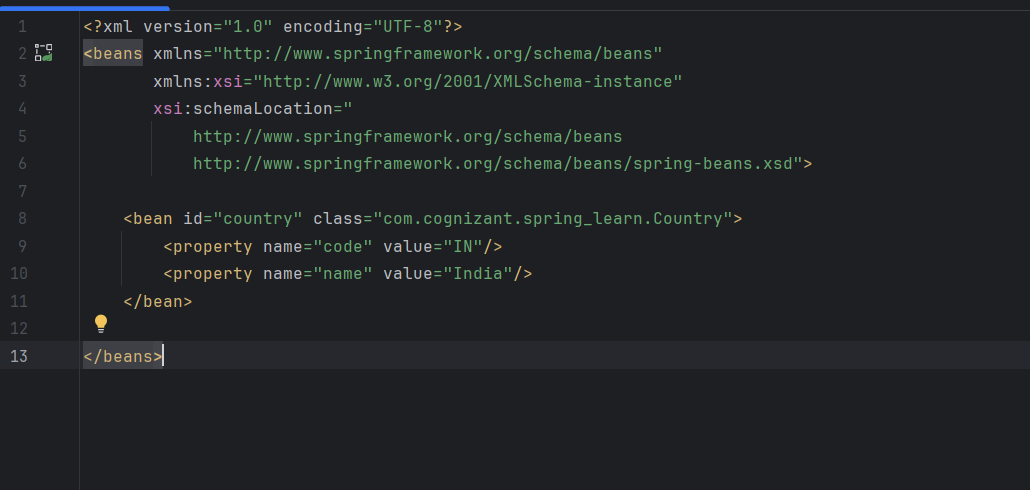 1 <?xml version="1.0" encoding="UTF-8"?>
2 <beans xmlns="http://www.springframework.org/schema/beans"
3 xmlns:xsi="http://www.w3.org/2001/XMLSchema-instance"
4 xsi:schemaLocation="
5 http://www.springframework.org/schema/beans
6 http://www.springframework.org/schema/beans/spring-beans.xsd">
7
8 <bean id="country" class="com.cognizant.spring_learn.Country">
9 <property name="code" value="IN"/>
10 <property name="name" value="India"/>
11 </bean>
12
13 </beans>